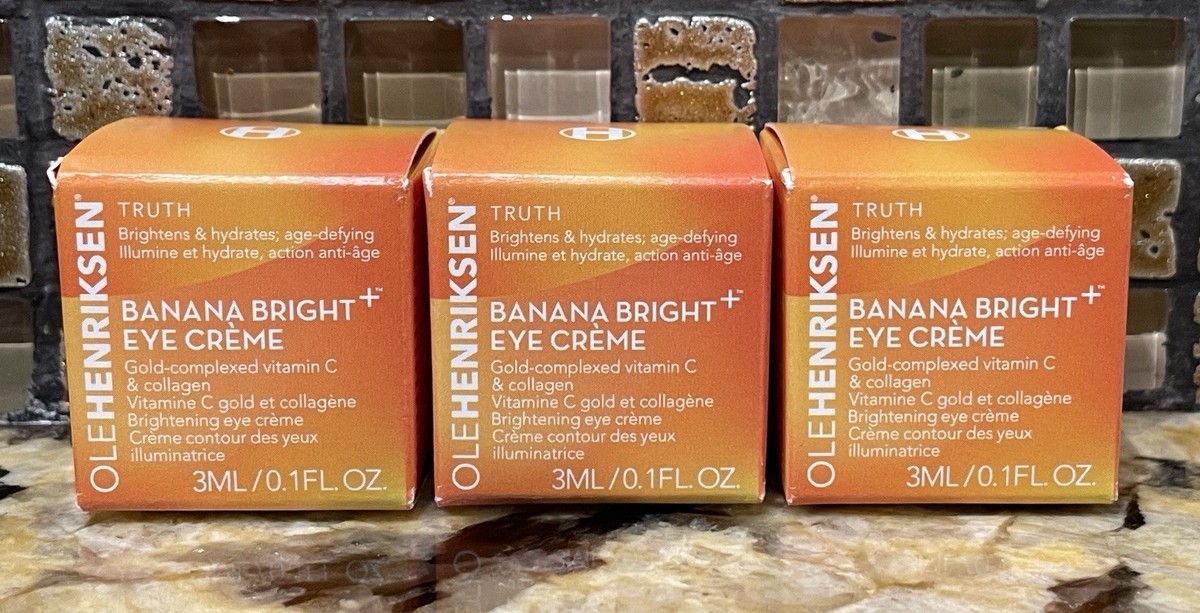 H
OLEHENRIKSEN®
TRUTH
Brightens & hydrates; age-defying
Illumine et hydrate, action anti-âge
BANANA BRIGHT+™
EYE CRÈME
Gold-complexed vitamin C
& collagen
Vitamine C gold et collagène
Brightening eye crème
Crème contour des yeux
illuminatrice
3ML/0.1FL. OZ.
H
OLEHENRIKSEN®
TRUTH
Brightens & hydrates; age-defying
Illumine et hydrate, action anti-âge
BANANA BRIGHT+™
EYE CRÈME
Gold-complexed vitamin C
& collagen
Vitamine C gold et collagène
Brightening eye crème
Crème contour des yeux
illuminatrice
3ML/0.1FL. OZ.
H
OLEHENRIKSEN®
TRUTH
Brightens & hydrates; age-defying
Illumine et hydrate, action anti-âge
BANANA BRIGHT+™
EYE CRÈME
Gold-complexed vitamin C
& collagen
Vitamine C gold et collagène
Brightening eye crème
Crème contour des yeux
illuminatrice
3ML/0.1FL. OZ.